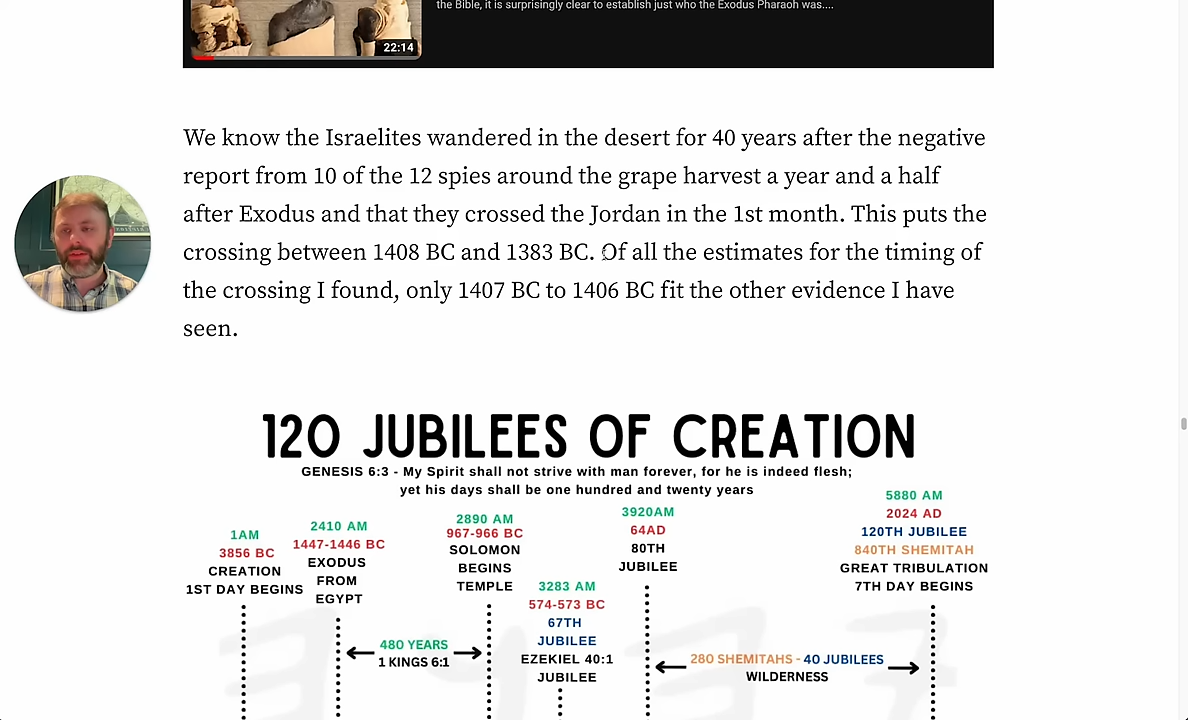 the Bible, it is surprisingly clear to establish just who the Exodus Pharaoh was....
22:14
We know the Israelites wandered in the desert for 40 years after the negative
report from 10 of the 12 spies around the grape harvest a year and a half
after Exodus and that they crossed the Jordan in the 1st month. This puts the
crossing between 1408 BC and 1383 BC. Of all the estimates for the timing of
the crossing I found, only 1407 BC to 1406 BC fit the other evidence I have
seen.
120 JUBILEES OF CREATION
GENESIS 6:3 - My Spirit shall not strive with man forever, for he is indeed flesh;
yet his days shall be one hundred and twenty years
1AM
3856 BC
CREATION
1ST DAY BEGINS
2410 AM
1447-1446 BC
EXODUS
FROM
EGYPT
480 YEARS
1 KINGS 6:1
2890 AM
967-966 BC
SOLOMON
BEGINS
TEMPLE
3283 AM
574-573 BC
67TH
JUBILEE
EZEKIEL 40:1
JUBILEE
3920AM
64AD
80TH
JUBILEE
280 SHEMITAHS - 40 JUBILEES
WILDERNESS
5880 AM
2024 AD
120TH JUBILEE
840TH SHEMITAH
GREAT TRIBULATION
7TH DAY BEGINS